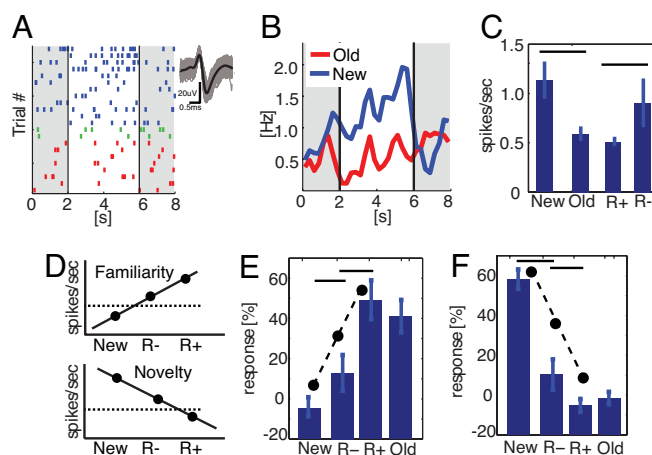 A
Trial #
20uV
0.5ms
0 2 4 6 8
[s]
B
Old
New
[Hz]
2.0
1.5
1.0
0.5
0 2 4 6 8
[s]
C
spikes/sec
1.5
1.0
0.5
0
New Old R+ R-
D
spikes/sec
Familiarity
New R- R+
spikes/sec
Novelty
New R- R+
E
response [%]
60
40
20
0
-20
New R− R+ Old
F
response [%]
60
40
20
0
-20
New R− R+ Old